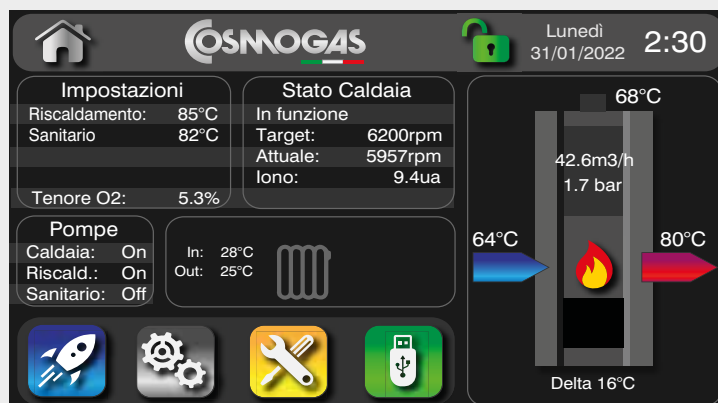 COSMOGAS
Lunedì
31/01/2022
2:30
Impostazioni
Riscaldamento: 85°C
Sanitario 82°C
Tenore O2: 5.3%
Stato Caldaia
In funzione
Target: 6200rpm
Attuale: 5957rpm
Iono: 9.4ua
Pompe
Caldaia: On
Riscald.: On
Sanitario: Off
In: 28°C
Out: 25°C
68°C
42.6m3/h
1.7 bar
64°C
80°C
Delta 16°C